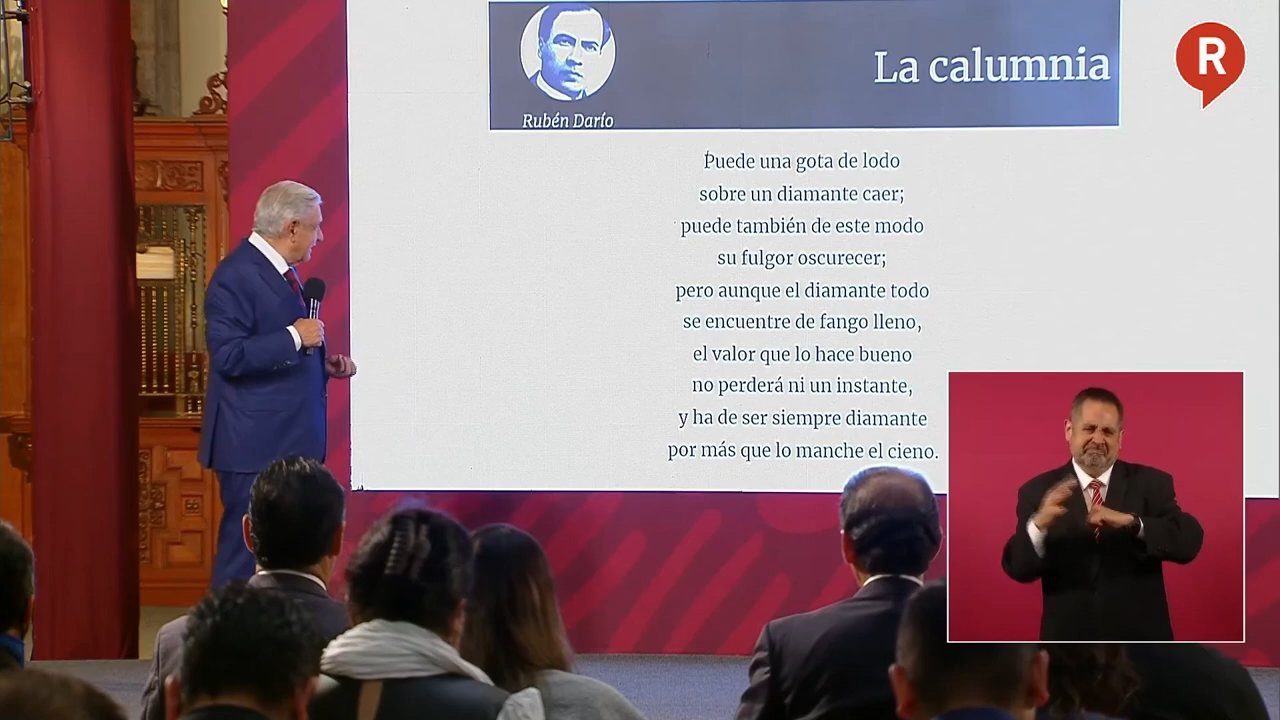 R
La calumnia
Rubén Darío
Puede una gota de lodo
sobre un diamante caer;
puede también de este modo
su fulgor oscurecer;
pero aunque el diamante todo
se encuentre de fango lleno,
el valor que lo hace bueno
no perderá ni un instante,
y ha de ser siempre diamante
por más que lo manche el cieno.